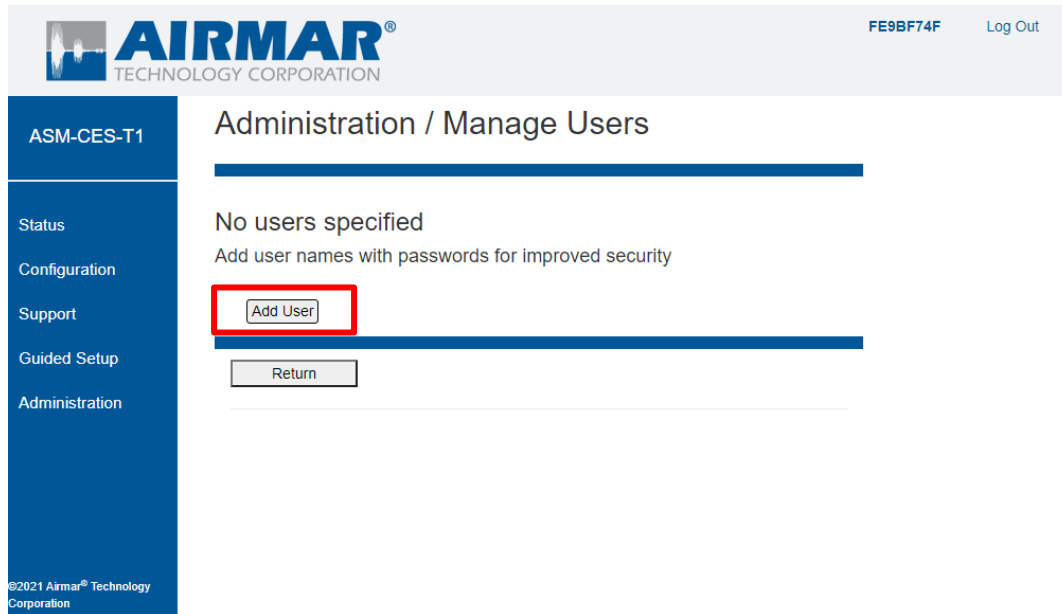 AIRMAR®
TECHNOLOGY CORPORATION
FE9BF74F Log Out
ASM-CES-T1
Administration / Manage Users
Status
Configuration
Support
Guided Setup
Administration
No users specified
Add user names with passwords for improved security
Add User
Return
©2021 Airmar® Technology
Corporation